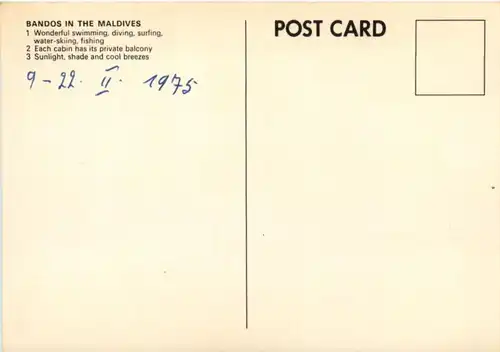 BANDOS IN THE MALDIVES
1 Wonderful swimming, diving, surfing,
water-skiing, fishing
2 Each cabin has its private balcony
3 Sunlight, shade and cool breezes
9-22. II. 1975
POST CARD